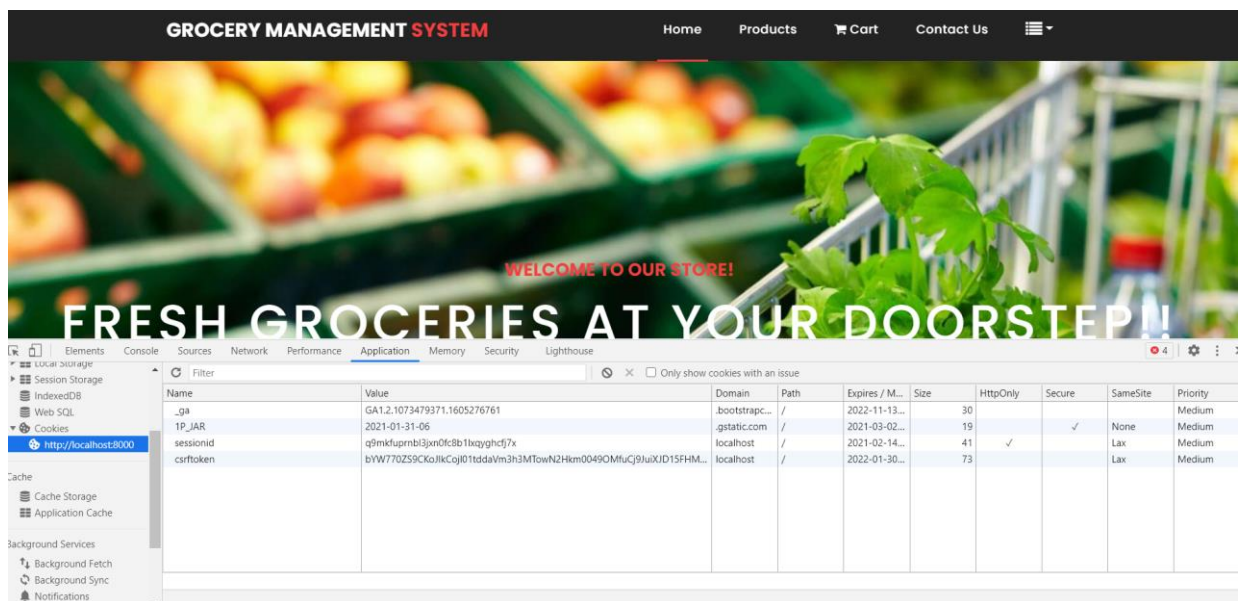 GROCERY MANAGEMENT SYSTEM Home Products Cart Contact Us
WELCOME TO OUR STORE!
FRESH GROCERIES AT YOUR DOORSTEP!!
Elements Console Sources Network Performance Application Memory Security Lighthouse 4
Local Storage
Session Storage
IndexedDB
Web SQL
Cookies
http://localhost:8000
Cache
Cache Storage
Application Cache
Background Services
Background Fetch
Background Sync
Notifications
Filter Only show cookies with an issue
Name Value Domain Path Expires / M... Size HttpOnly Secure SameSite Priority
_ga GA1.2.1073479371.1605276761 .bootstrapc... / 2022-11-13... 30 Medium
1P_JAR 2021-01-31-06 .gstatic.com / 2021-03-02... 19 ✓ None Medium
sessionid localhost / 2021-02-14... 41 ✓ Lax Medium
csrftoken localhost / 2022-01-30... 73 Lax Medium